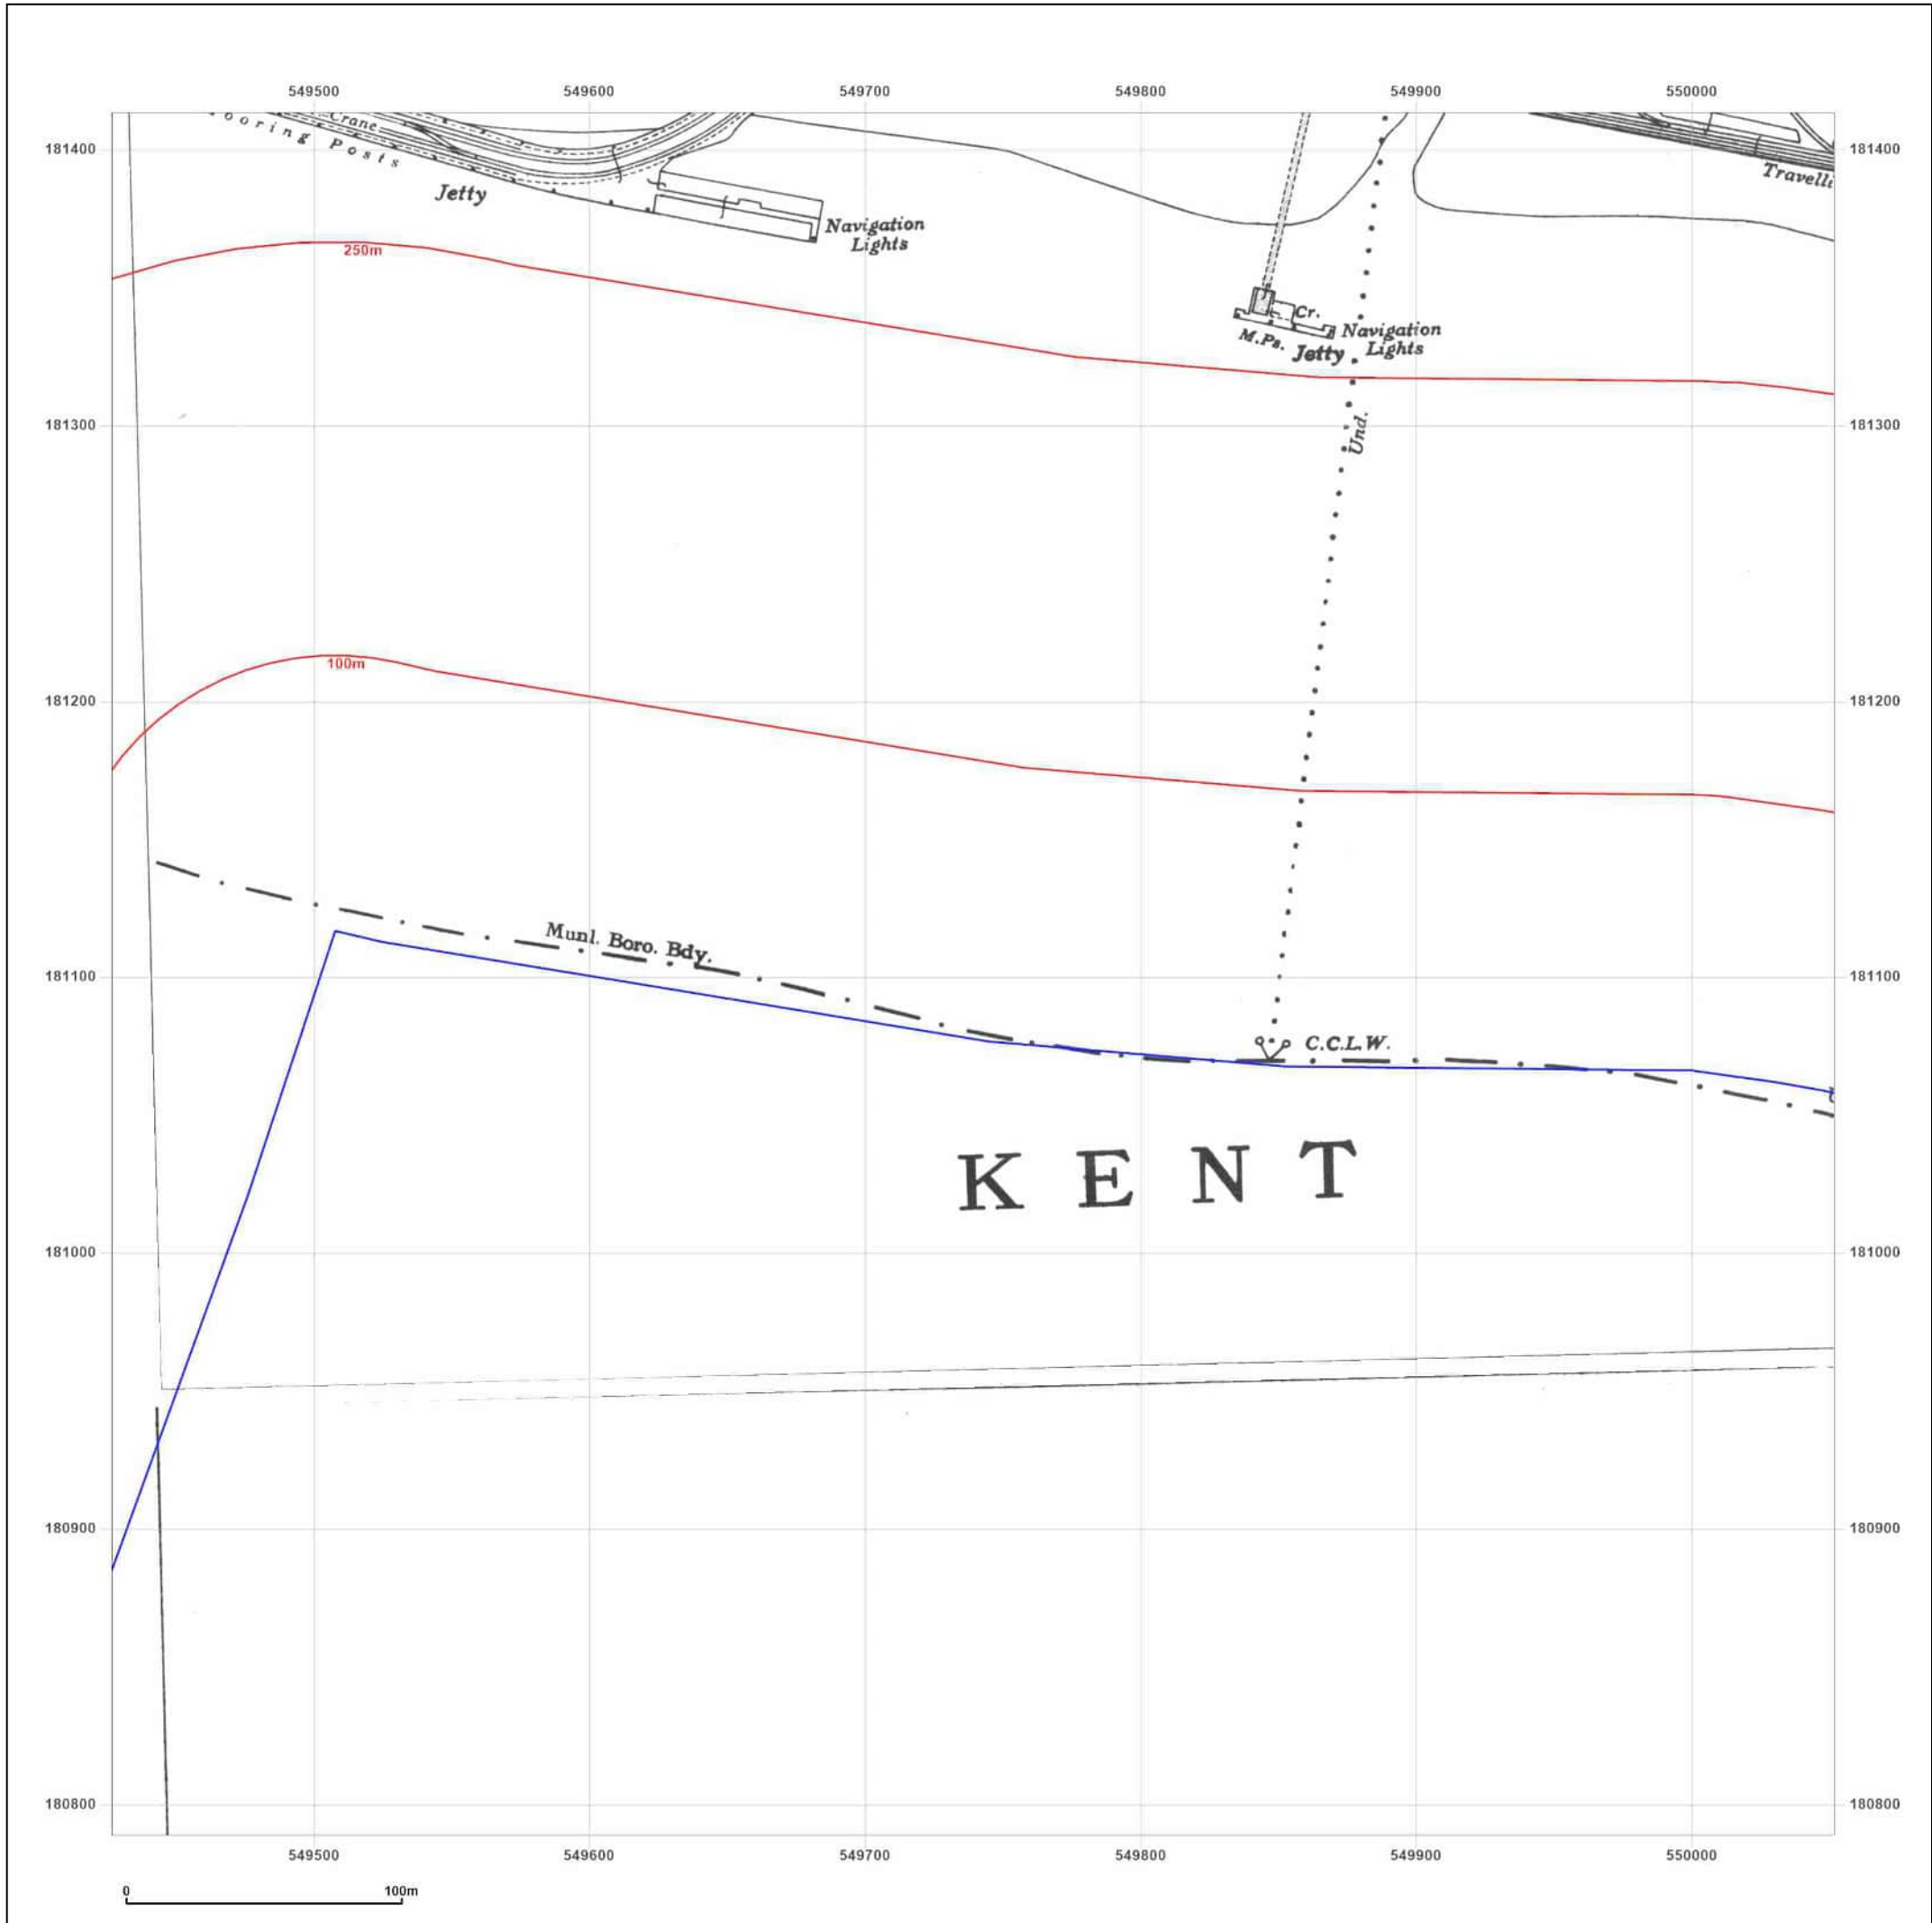 549500 549600 549700 549800 549900 550000
181400 181400
Crane
ooring Posts
Jetty
Navigation
Lights
Travelli
250m
Cr.
M.Ps.
Jetty
Navigation
Lights
181300 181300
Und.
100m
181200 181200
Munl. Boro. Bdy.
181100 181100
C.C.L.W.
KENT
181000 181000
180900 180900
180800 180800
549500 549600 549700 549800 549900 550000
0 100m